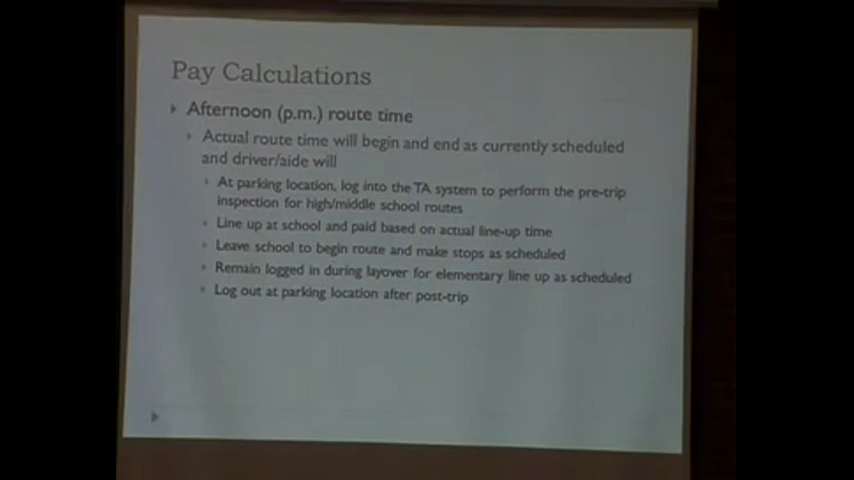 Pay Calculations
Afternoon (p.m.) route time
Actual route time will begin and end as currently scheduled
and driver/aide will
At parking location, log into the TA system to perform the pre-trip
inspection for high/middle school routes
Line up at school and paid based on actual line-up time
Leave school to begin route and make stops as scheduled
Remain logged in during layover for elementary line up as scheduled
Log out at parking location after post-trip